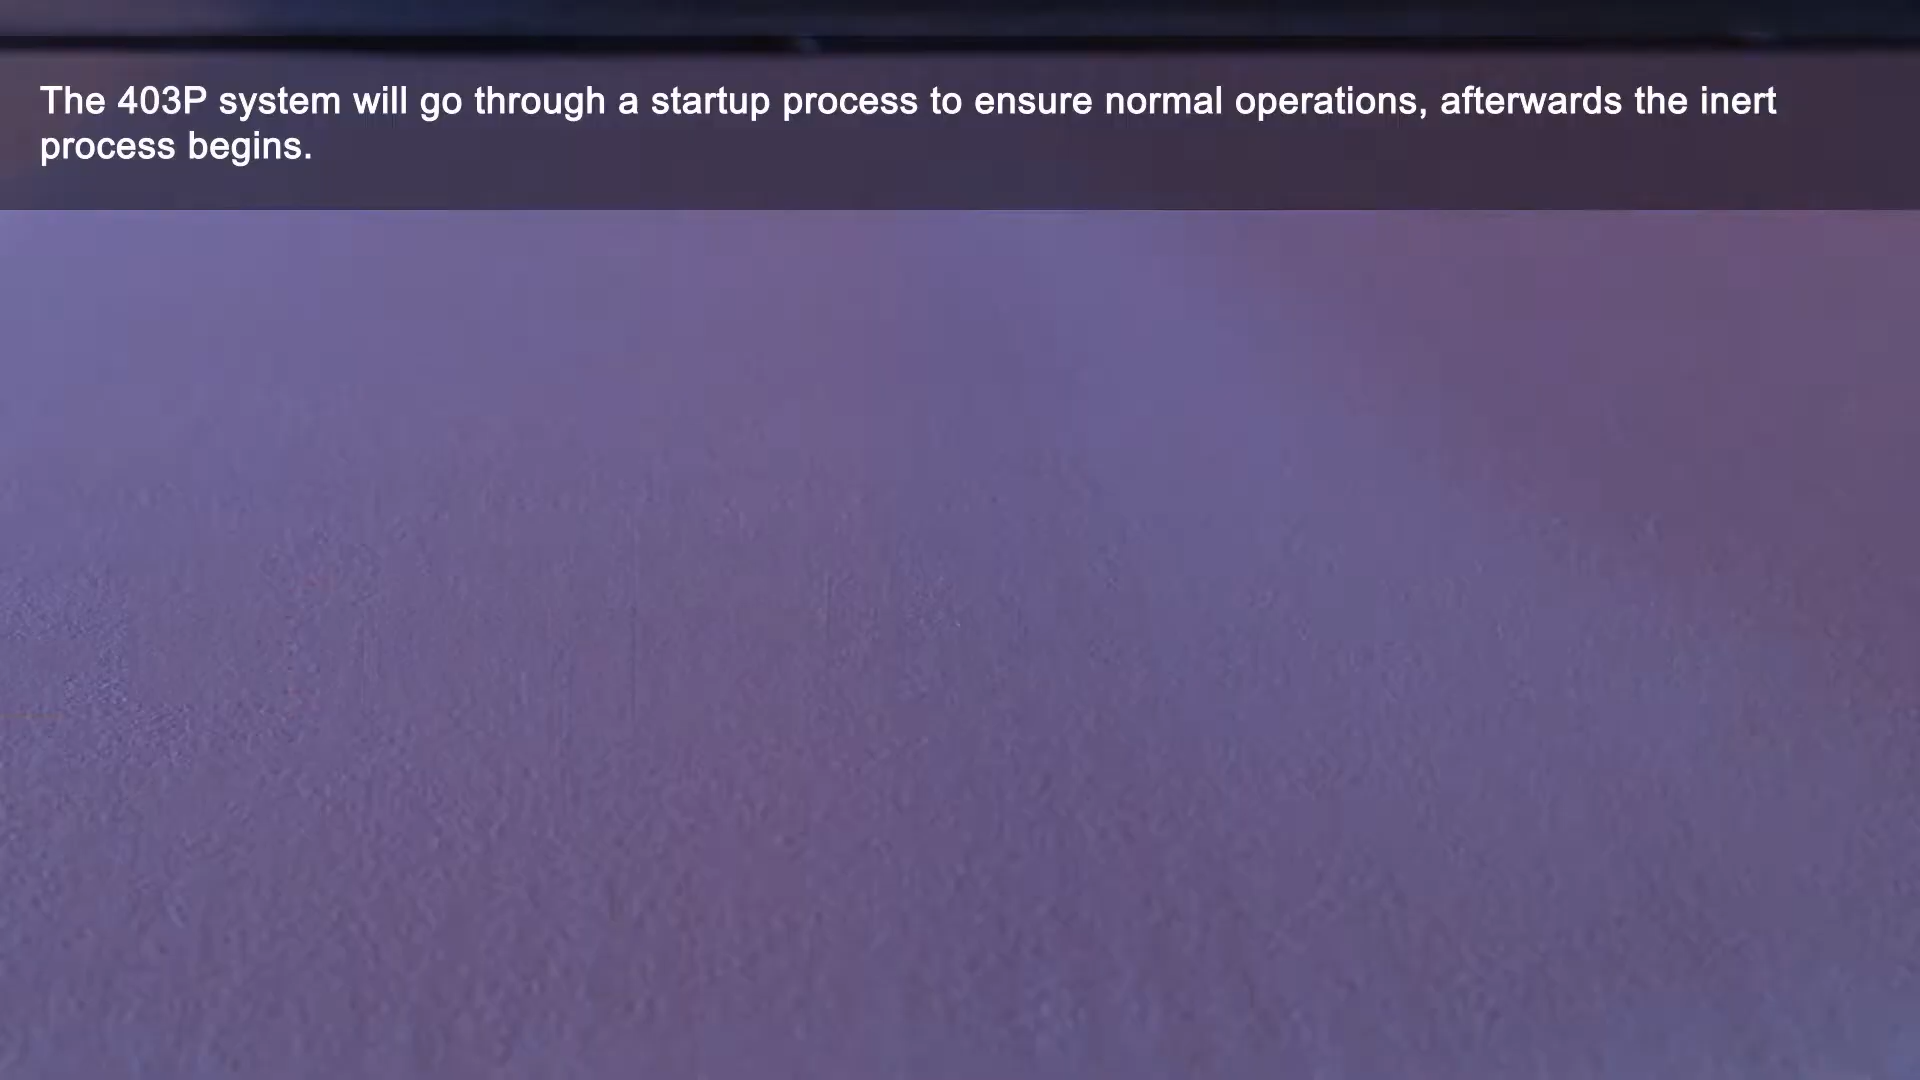 The 403P system will go through a startup process to ensure normal operations, afterwards the inert
process begins.